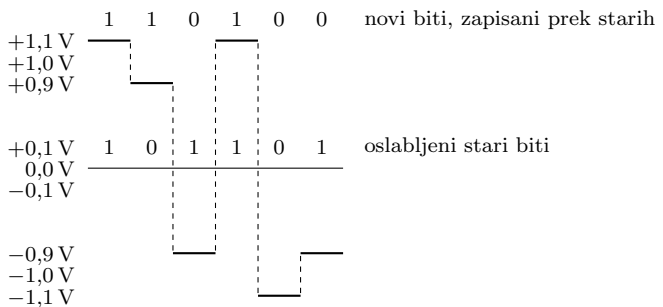 1 1 0 1 0 0 novi biti, zapisani prek starih
+1,1 V
+1,0 V
+0,9 V
+0,1 V 1 0 1 1 0 1 oslabljeni stari biti
0,0 V
−0,1 V
−0,9 V
−1,0 V
−1,1 V